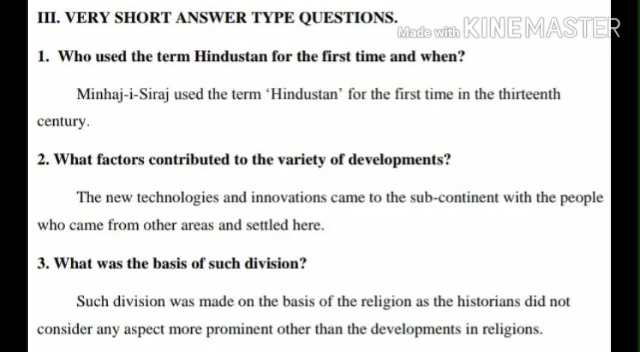 III. VERY SHORT ANSWER TYPE QUESTIONS.
Made with KINEMASTER
1. Who used the term Hindustan for the first time and when?
Minhaj-i-Siraj used the term ‘Hindustan’ for the first time in the thirteenth
century.
2. What factors contributed to the variety of developments?
The new technologies and innovations came to the sub-continent with the people
who came from other areas and settled here.
3. What was the basis of such division?
Such division was made on the basis of the religion as the historians did not
consider any aspect more prominent other than the developments in religions.